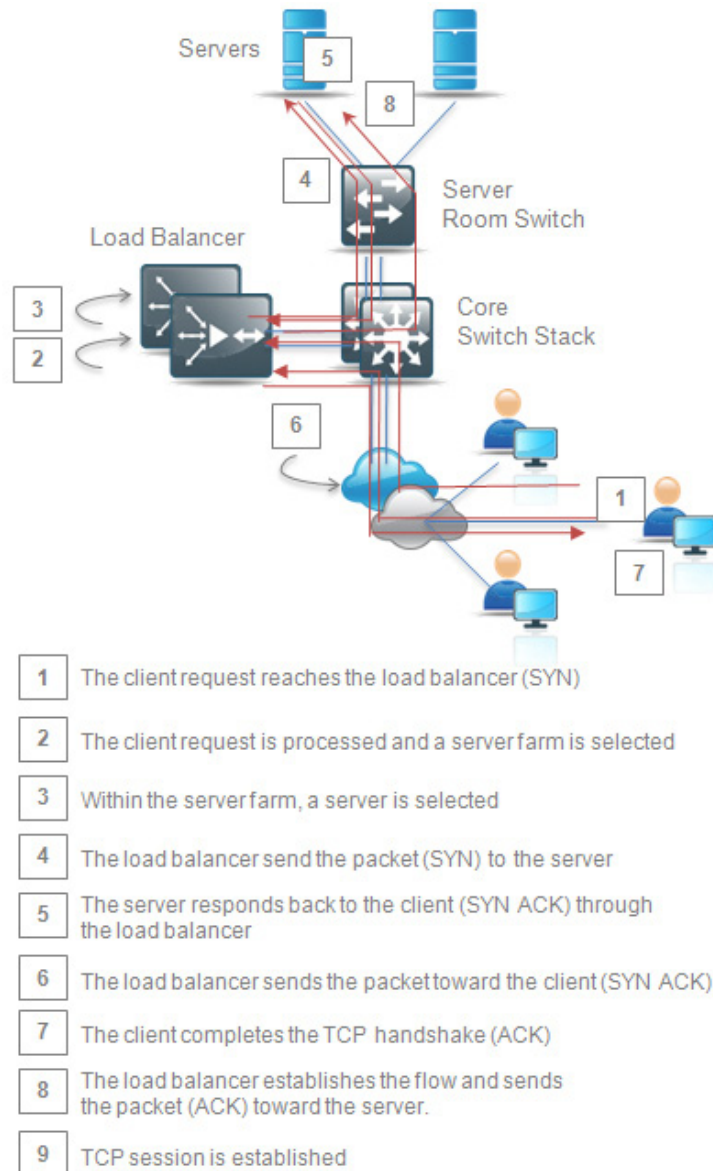 Servers
5
8
4
Server
Room Switch
Load Balancer
3
2
Core
Switch Stack
6
1
7
1 The client request reaches the load balancer (SYN)
2 The client request is processed and a server farm is selected
3 Within the server farm, a server is selected
4 The load balancer send the packet (SYN) to the server
5 The server responds back to the client (SYN ACK) through
the load balancer
6 The load balancer sends the packet toward the client (SYN ACK)
7 The client completes the TCP handshake (ACK)
8 The load balancer establishes the flow and sends
the packet (ACK) toward the server.
9 TCP session is established